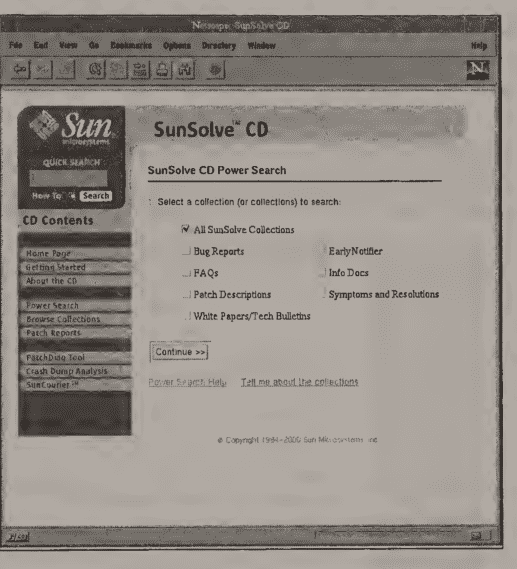 Netscape: SunSolve CD
File Edit View Go Bookmarks Options Directory Window Help
N
Sun
microsystems
SunSolve™ CD
QUICK SEARCH
How To Search
SunSolve CD Power Search
Select a collection (or collections) to search:
CD Contents
All SunSolve Collections
Home Page
Bug Reports EarlyNotifier
Getting Started
FAQs Info Docs
About the CD
Patch Descriptions Symptoms and Resolutions
Power Search
White Papers/Tech Bulletins
Browse Collections
Patch Reports
Continue >>
PatchDiag Tool
Crash Dump Analysis
Power Search Help Tell me about the collections
SunCourier™
© Copyright 1994-2000 Sun Microsystems Inc.